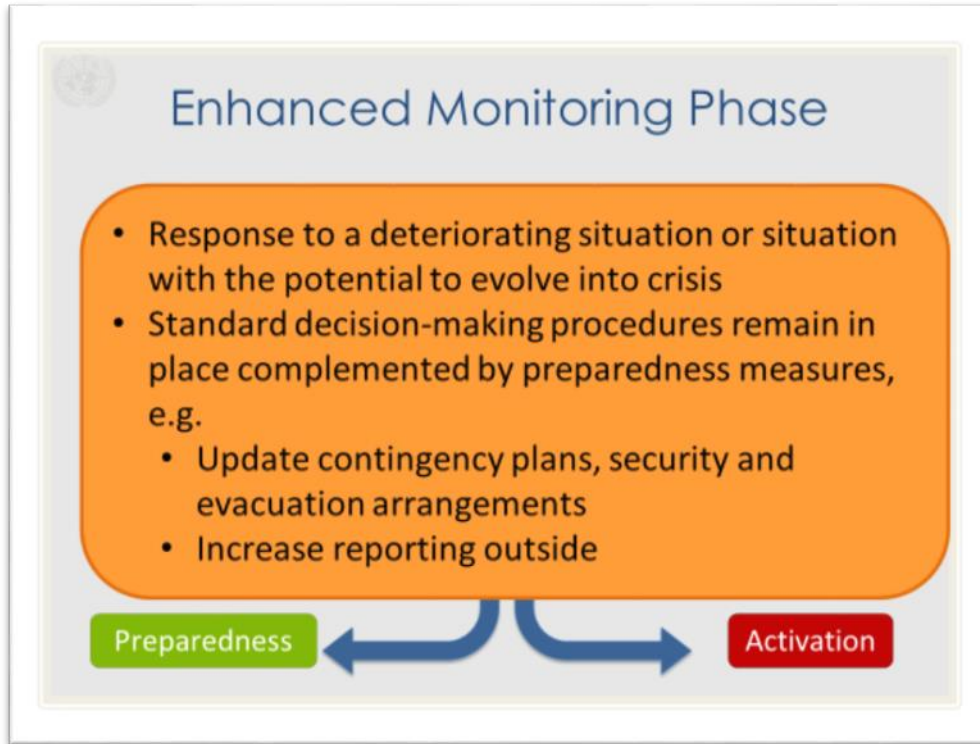 Enhanced Monitoring Phase
• Response to a deteriorating situation or situation
with the potential to evolve into crisis
• Standard decision-making procedures remain in
place complemented by preparedness measures,
e.g.
• Update contingency plans, security and
evacuation arrangements
• Increase reporting outside
Preparedness
Activation